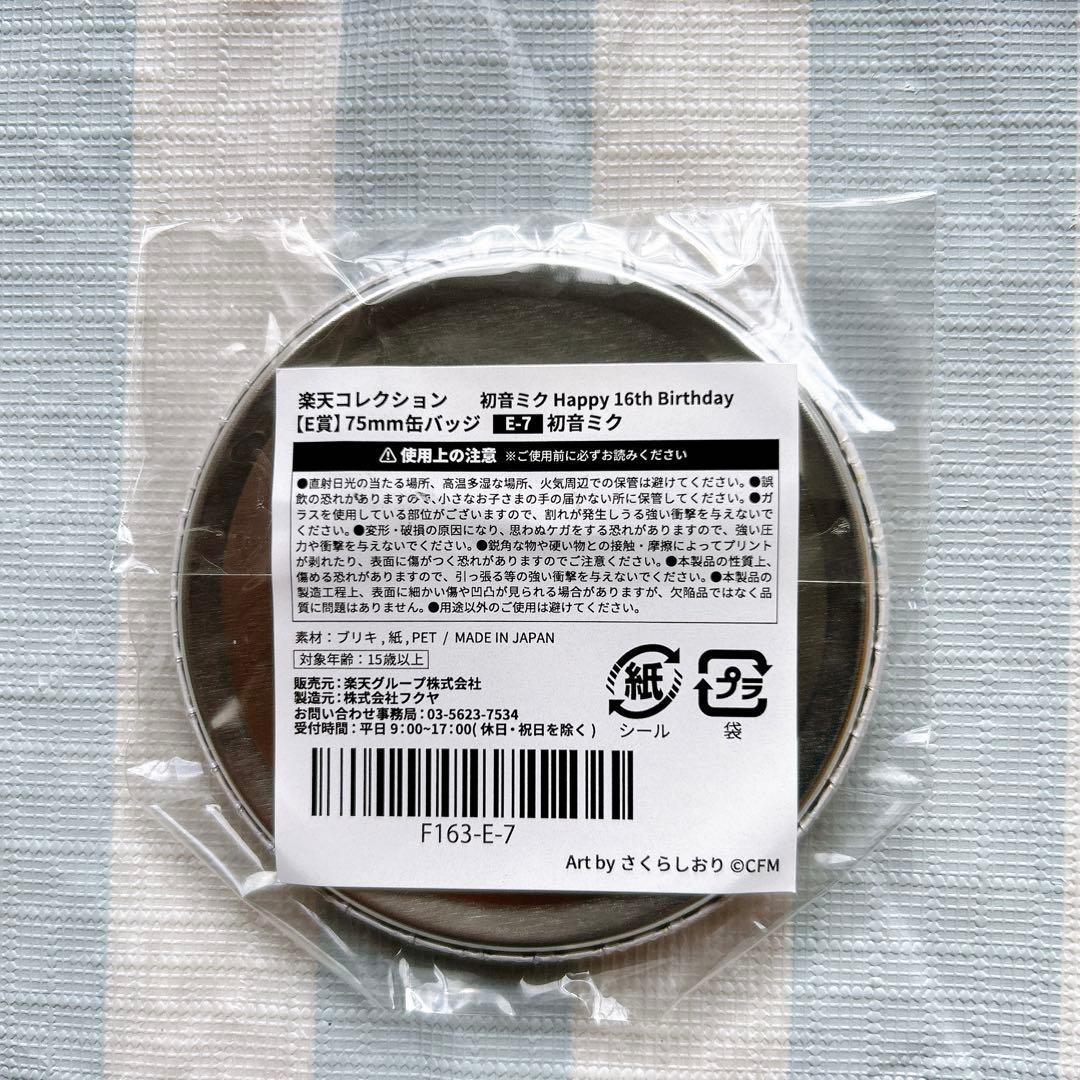 楽天コレクション 初音ミク Happy 16th Birthday
【E賞】75mm缶バッジ E-7 初音ミク
⚠使用上の注意 ※ご使用前に必ずお読みください
●直射日光の当たる場所、高温多湿な場所、火気周辺での保管は避けてください。●誤
飲の恐れがありますので、小さなお子さまの手の届かない所に保管してください。●ガ
ラスを使用している部位がございますので、割れが発生しうる強い衝撃を与えないで
ください。●変形・破損の原因になり、思わぬケガをする恐れがありますので、強い圧
力や衝撃を与えないでください。●鋭角な物や硬い物との接触・摩擦によってプリント
が剥れたり、表面に傷がつく恐れがありますのでご注意ください。●本製品の性質上、
傷める恐れがありますので、引っ張る等の強い衝撃を与えないでください。●本製品の
製造工程上、表面に細かい傷や凹凸が見られる場合がありますが、欠陥品ではなく品
質に問題はありません。●用途以外のご使用は避けてください。
素材：ブリキ,紙,PET / MADE IN JAPAN
対象年齢：15歳以上
販売元：楽天グループ株式会社
製造元：株式会社フクヤ
お問い合わせ事務局：03-5623-7534
受付時間：平日 9：00~17：00( 休日・祝日を除く )
紙 プラ
シール 袋
F163-E-7
Art by さくらしおり ©CFM